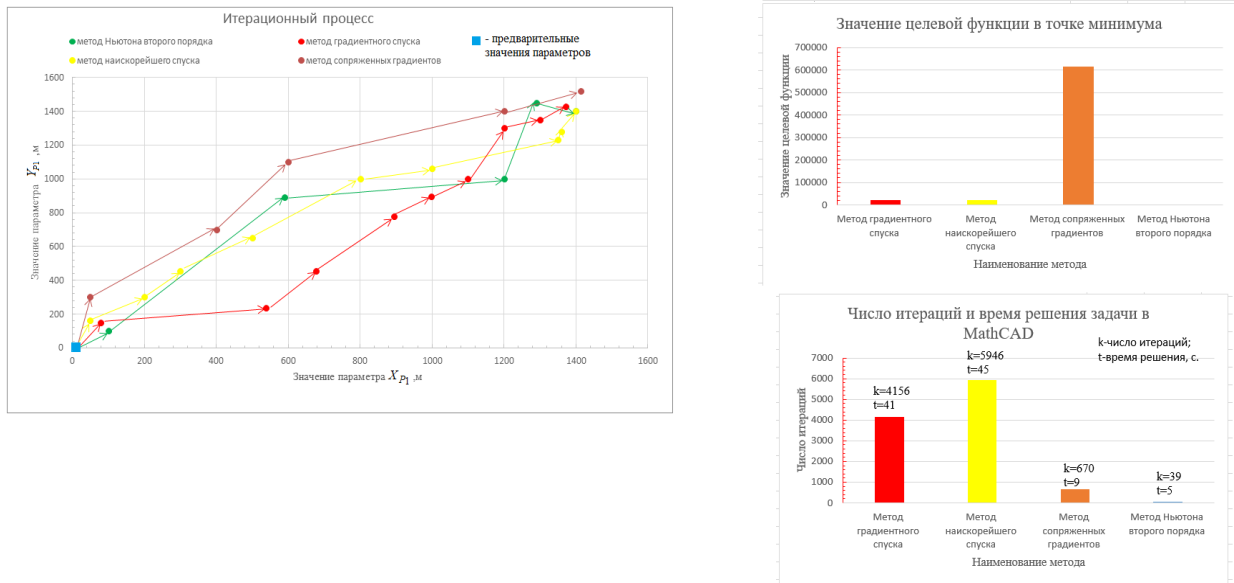 Итерационный процесс
метод Ньютона второго порядка
метод градиентного спуска
- предварительные
значения параметров
метод наискорейшего спуска
метод сопряженных градиентов
1600
1400
1200
1000
800
600
400
200
0
Значение параметра Y_{P_1} ,м
0 200 400 600 800 1000 1200 1400 1600
Значение параметра X_{P_1} ,м
Значение целевой функции в точке минимума
700000
600000
500000
400000
300000
200000
100000
0
Значение целевой функции
Метод градиентного
спуска
Метод
наискорейшего
спуска
Метод сопряженных
градиентов
Метод Ньютона
второго порядка
Наименование метода
Число итераций и время решения задачи в
MathCAD
k-число итераций;
t-время решения, с.
7000
6000
5000
4000
3000
2000
1000
0
Число итераций
k=4156
t=41
k=5946
t=45
k=670
t=9
k=39
t=5
Метод
градиентного
спуска
Метод
наискорейшего
спуска
Метод
сопряженных
градиентов
Метод Ньютона
второго порядка
Наименование метода